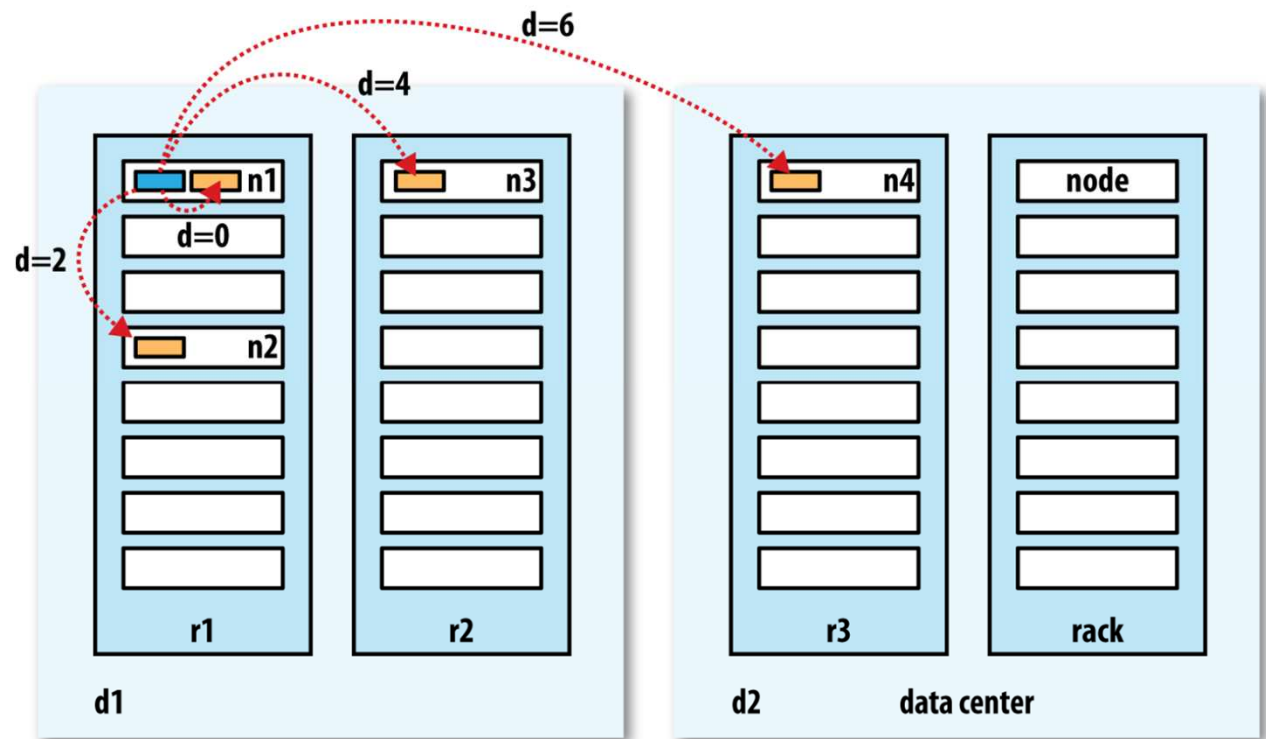 d=6
d=4
n1
n3
n4
node
d=0
d=2
n2
r1
r2
r3
rack
d1
d2
data center